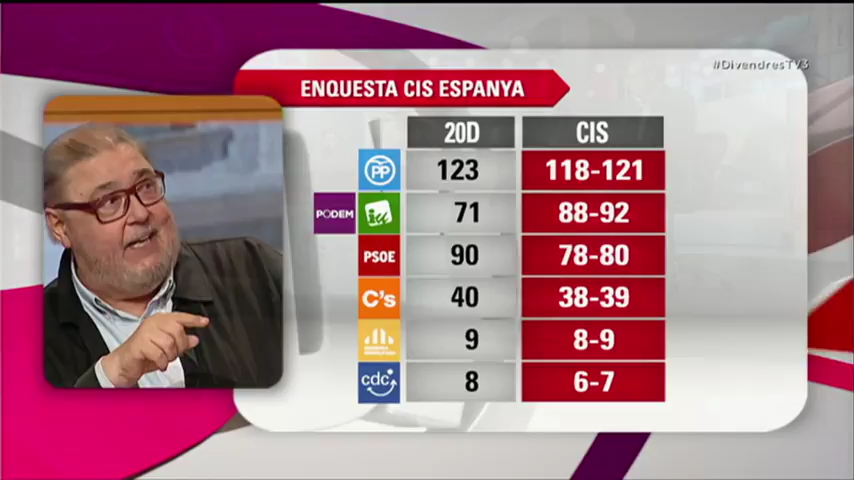 #DivendresTV3
ENQUESTA CIS ESPANYA
20D CIS
PP 123 118-121
PODEM iu 71 88-92
PSOE 90 78-80
C's 40 38-39
9 8-9
cdc 8 6-7